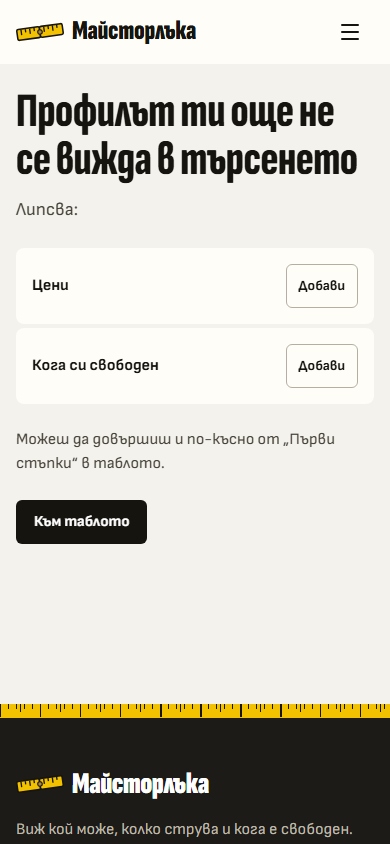 Майсторлъка
Профилът ти още не
се вижда в търсенето
Липсва:
Цени
Добави
Кога си свободен
Добави
Можеш да довършиш и по-късно от „Първи
стъпки“ в таблото.
Към таблото
Майсторлъка
Виж кой може, колко струва и кога е свободен.